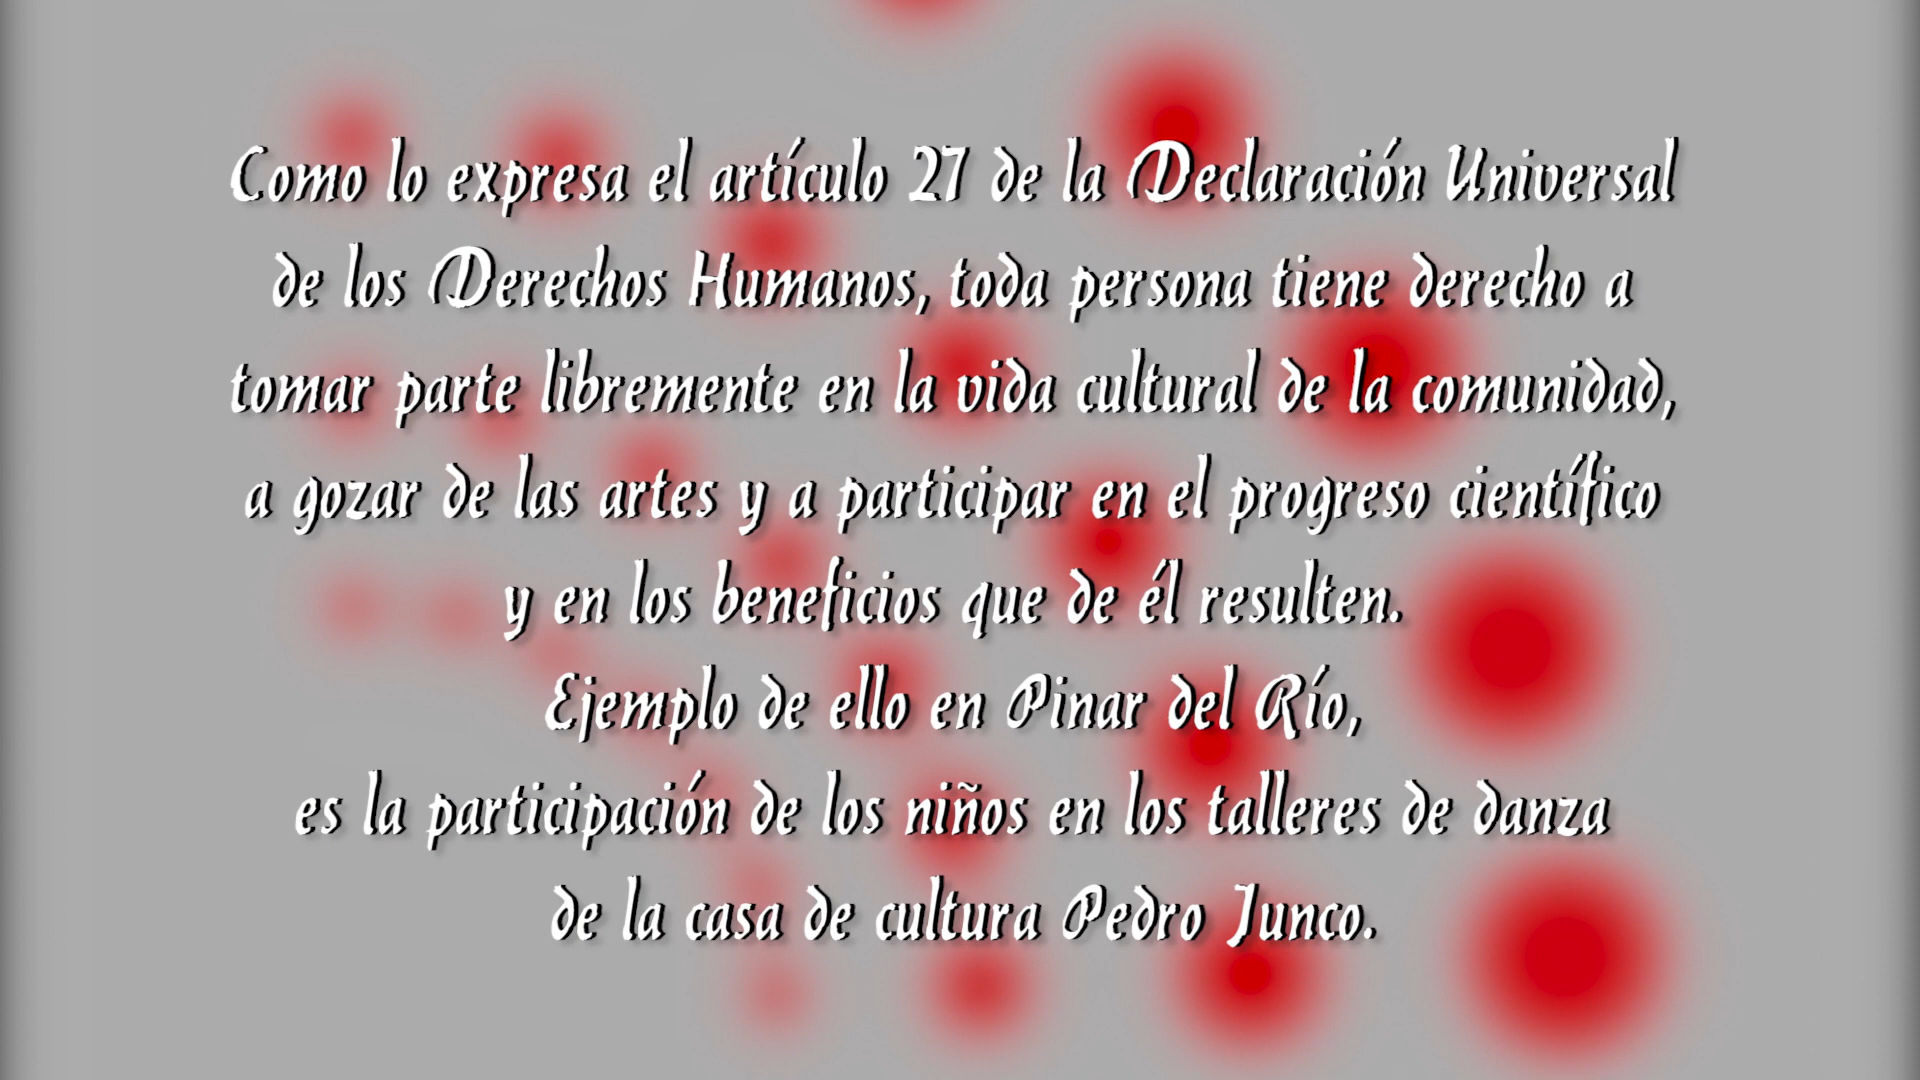 Como lo expresa el artículo 27 de la Declaración Universal
de los Derechos Humanos, toda persona tiene derecho a
tomar parte libremente en la vida cultural de la comunidad,
a gozar de las artes y a participar en el progreso científico
y en los beneficios que de él resulten.
Ejemplo de ello en Pinar del Río,
es la participación de los niños en los talleres de danza
de la casa de cultura Pedro Junco.